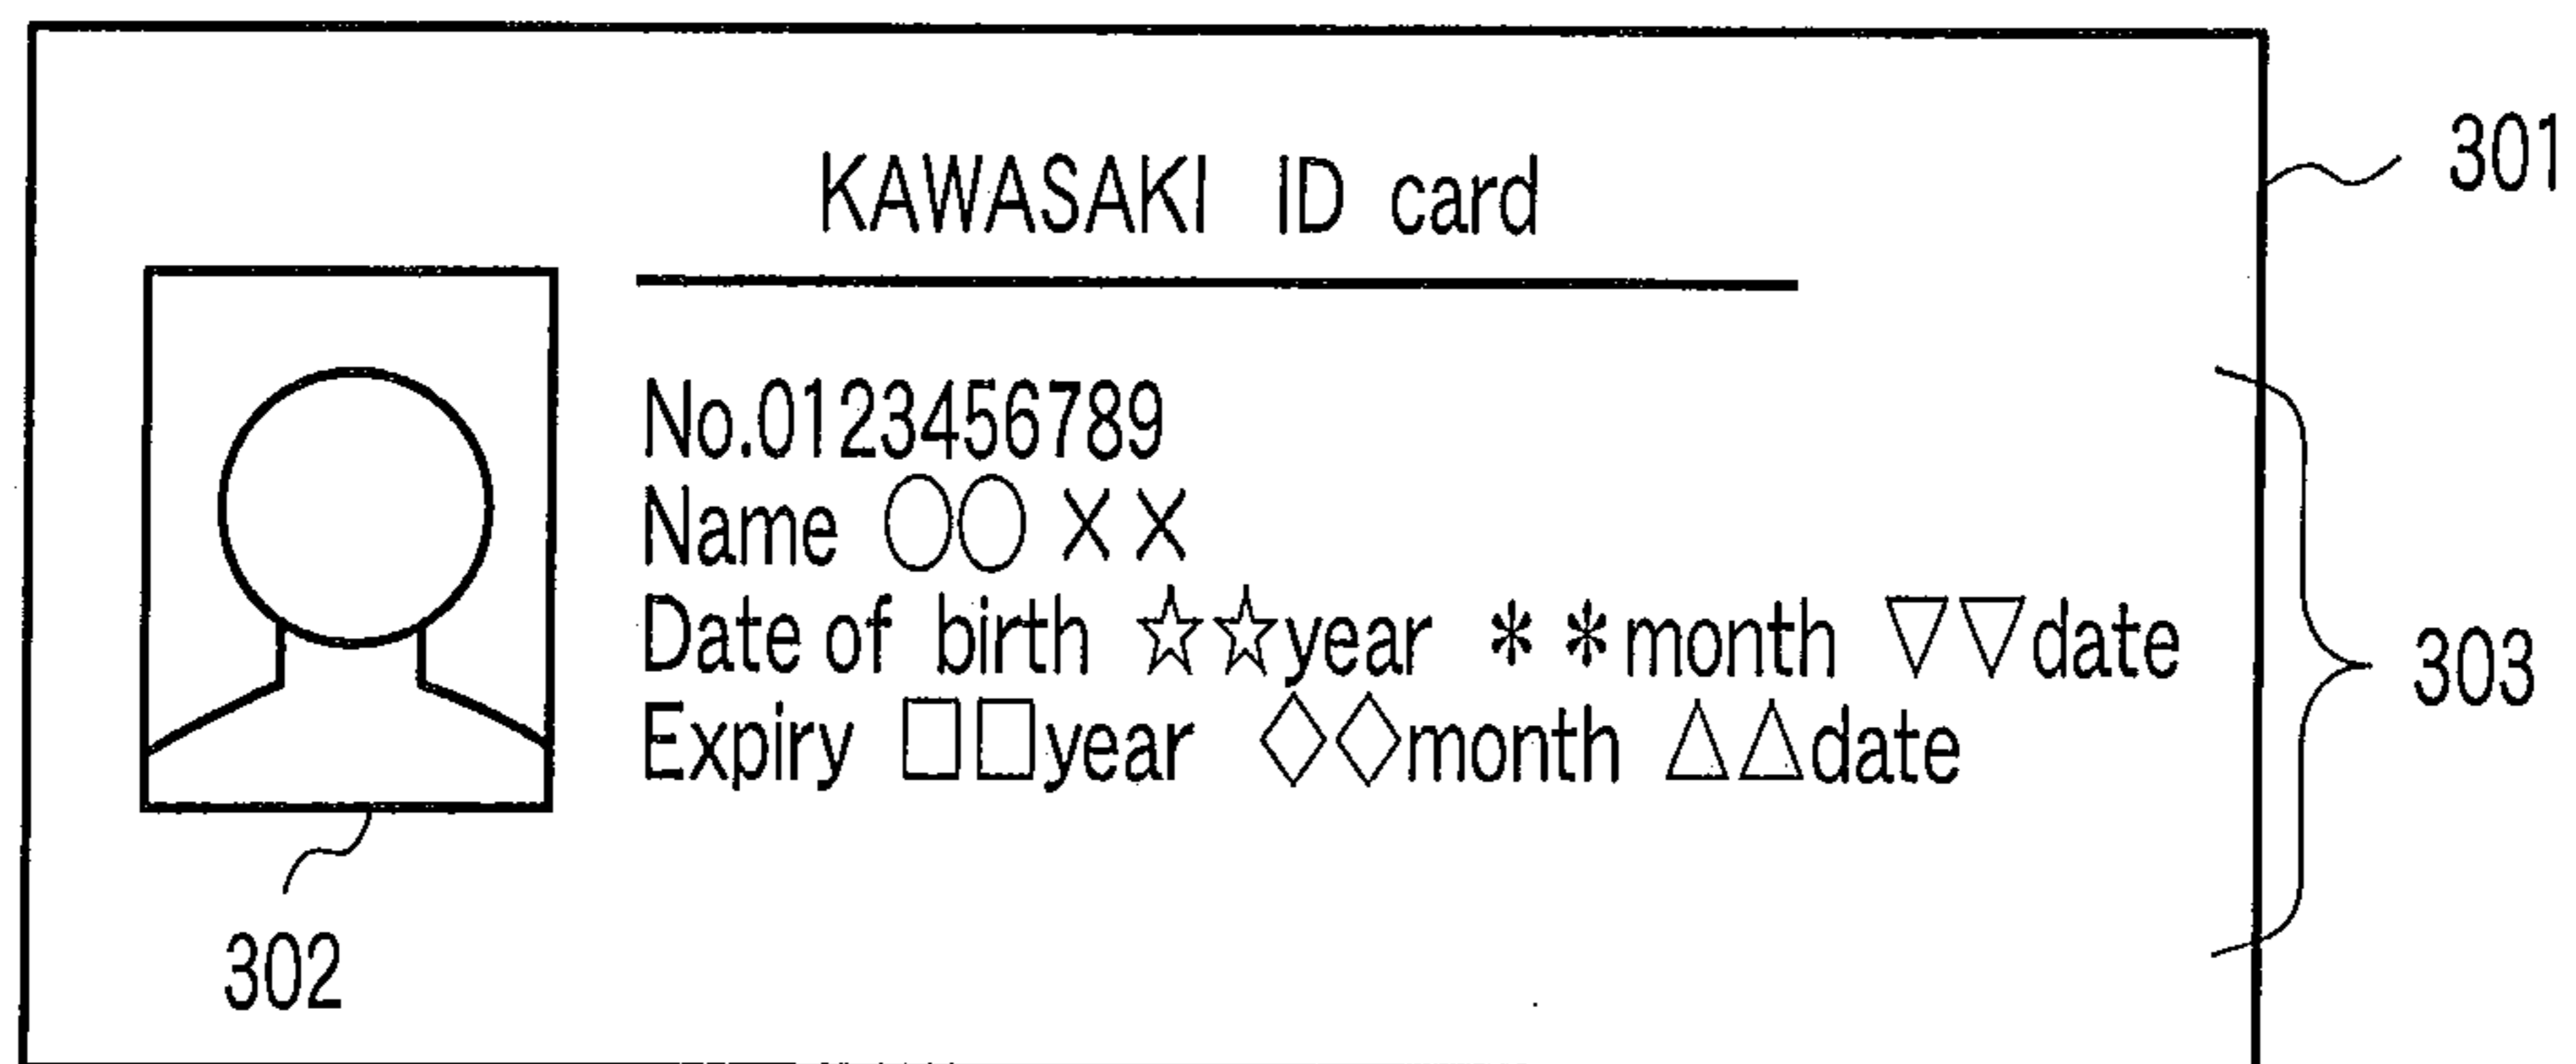 KAWASAKI ID card
301
No.0123456789
Name ○○××
Date of birth ☆☆year **month ▽▽date
Expiry □□year ◇◇month △△date
303
302